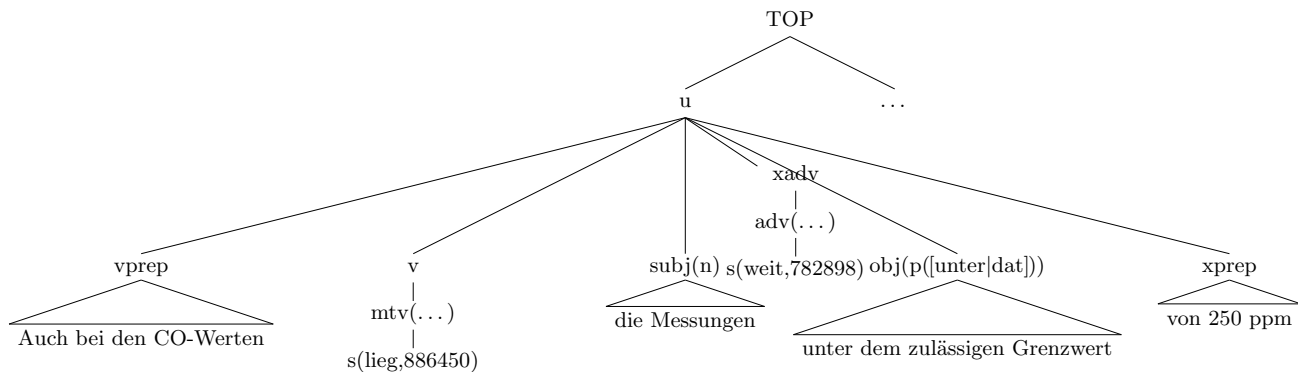 TOP
u
...
xadv
adv(...)
s(weit,782898)
vprep
v
subj(n)
obj(p([unter|dat]))
xprep
mtv(...)
s(lieg,886450)
Auch bei den CO-Werten
die Messungen
unter dem zulässigen Grenzwert
von 250 ppm